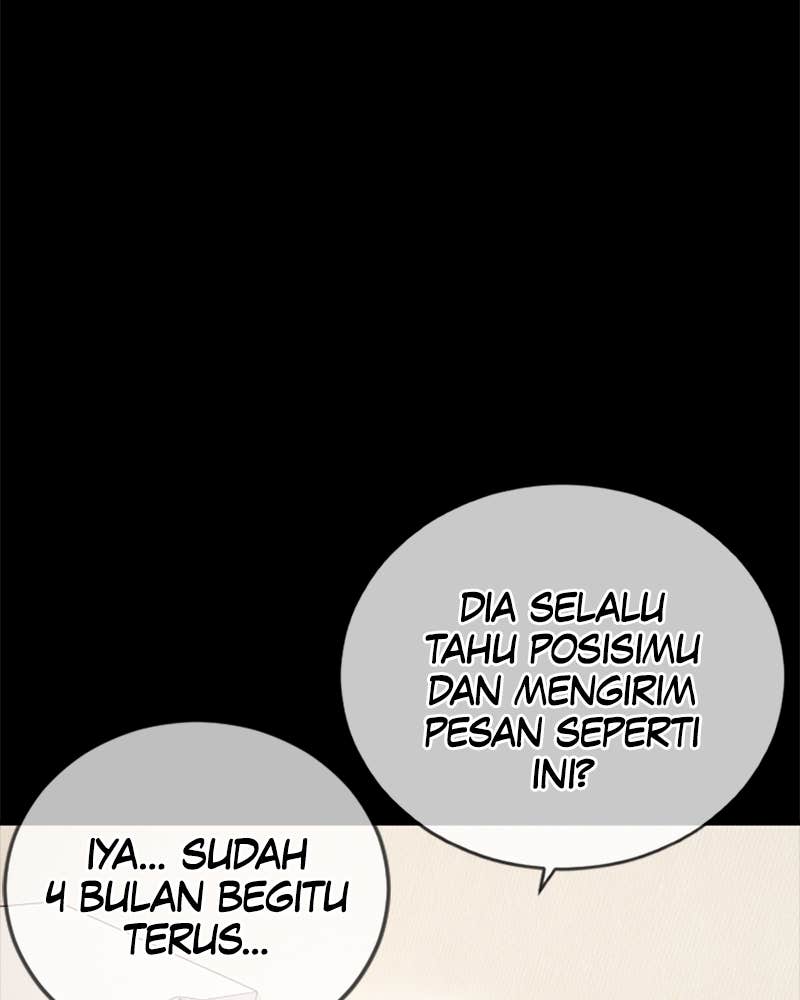 DIA SELALU
TAHU POSISIMU
DAN MENGIRIM
PESAN SEPERTI
INI?
IYA... SUDAH
4 BULAN BEGITU
TERUS...